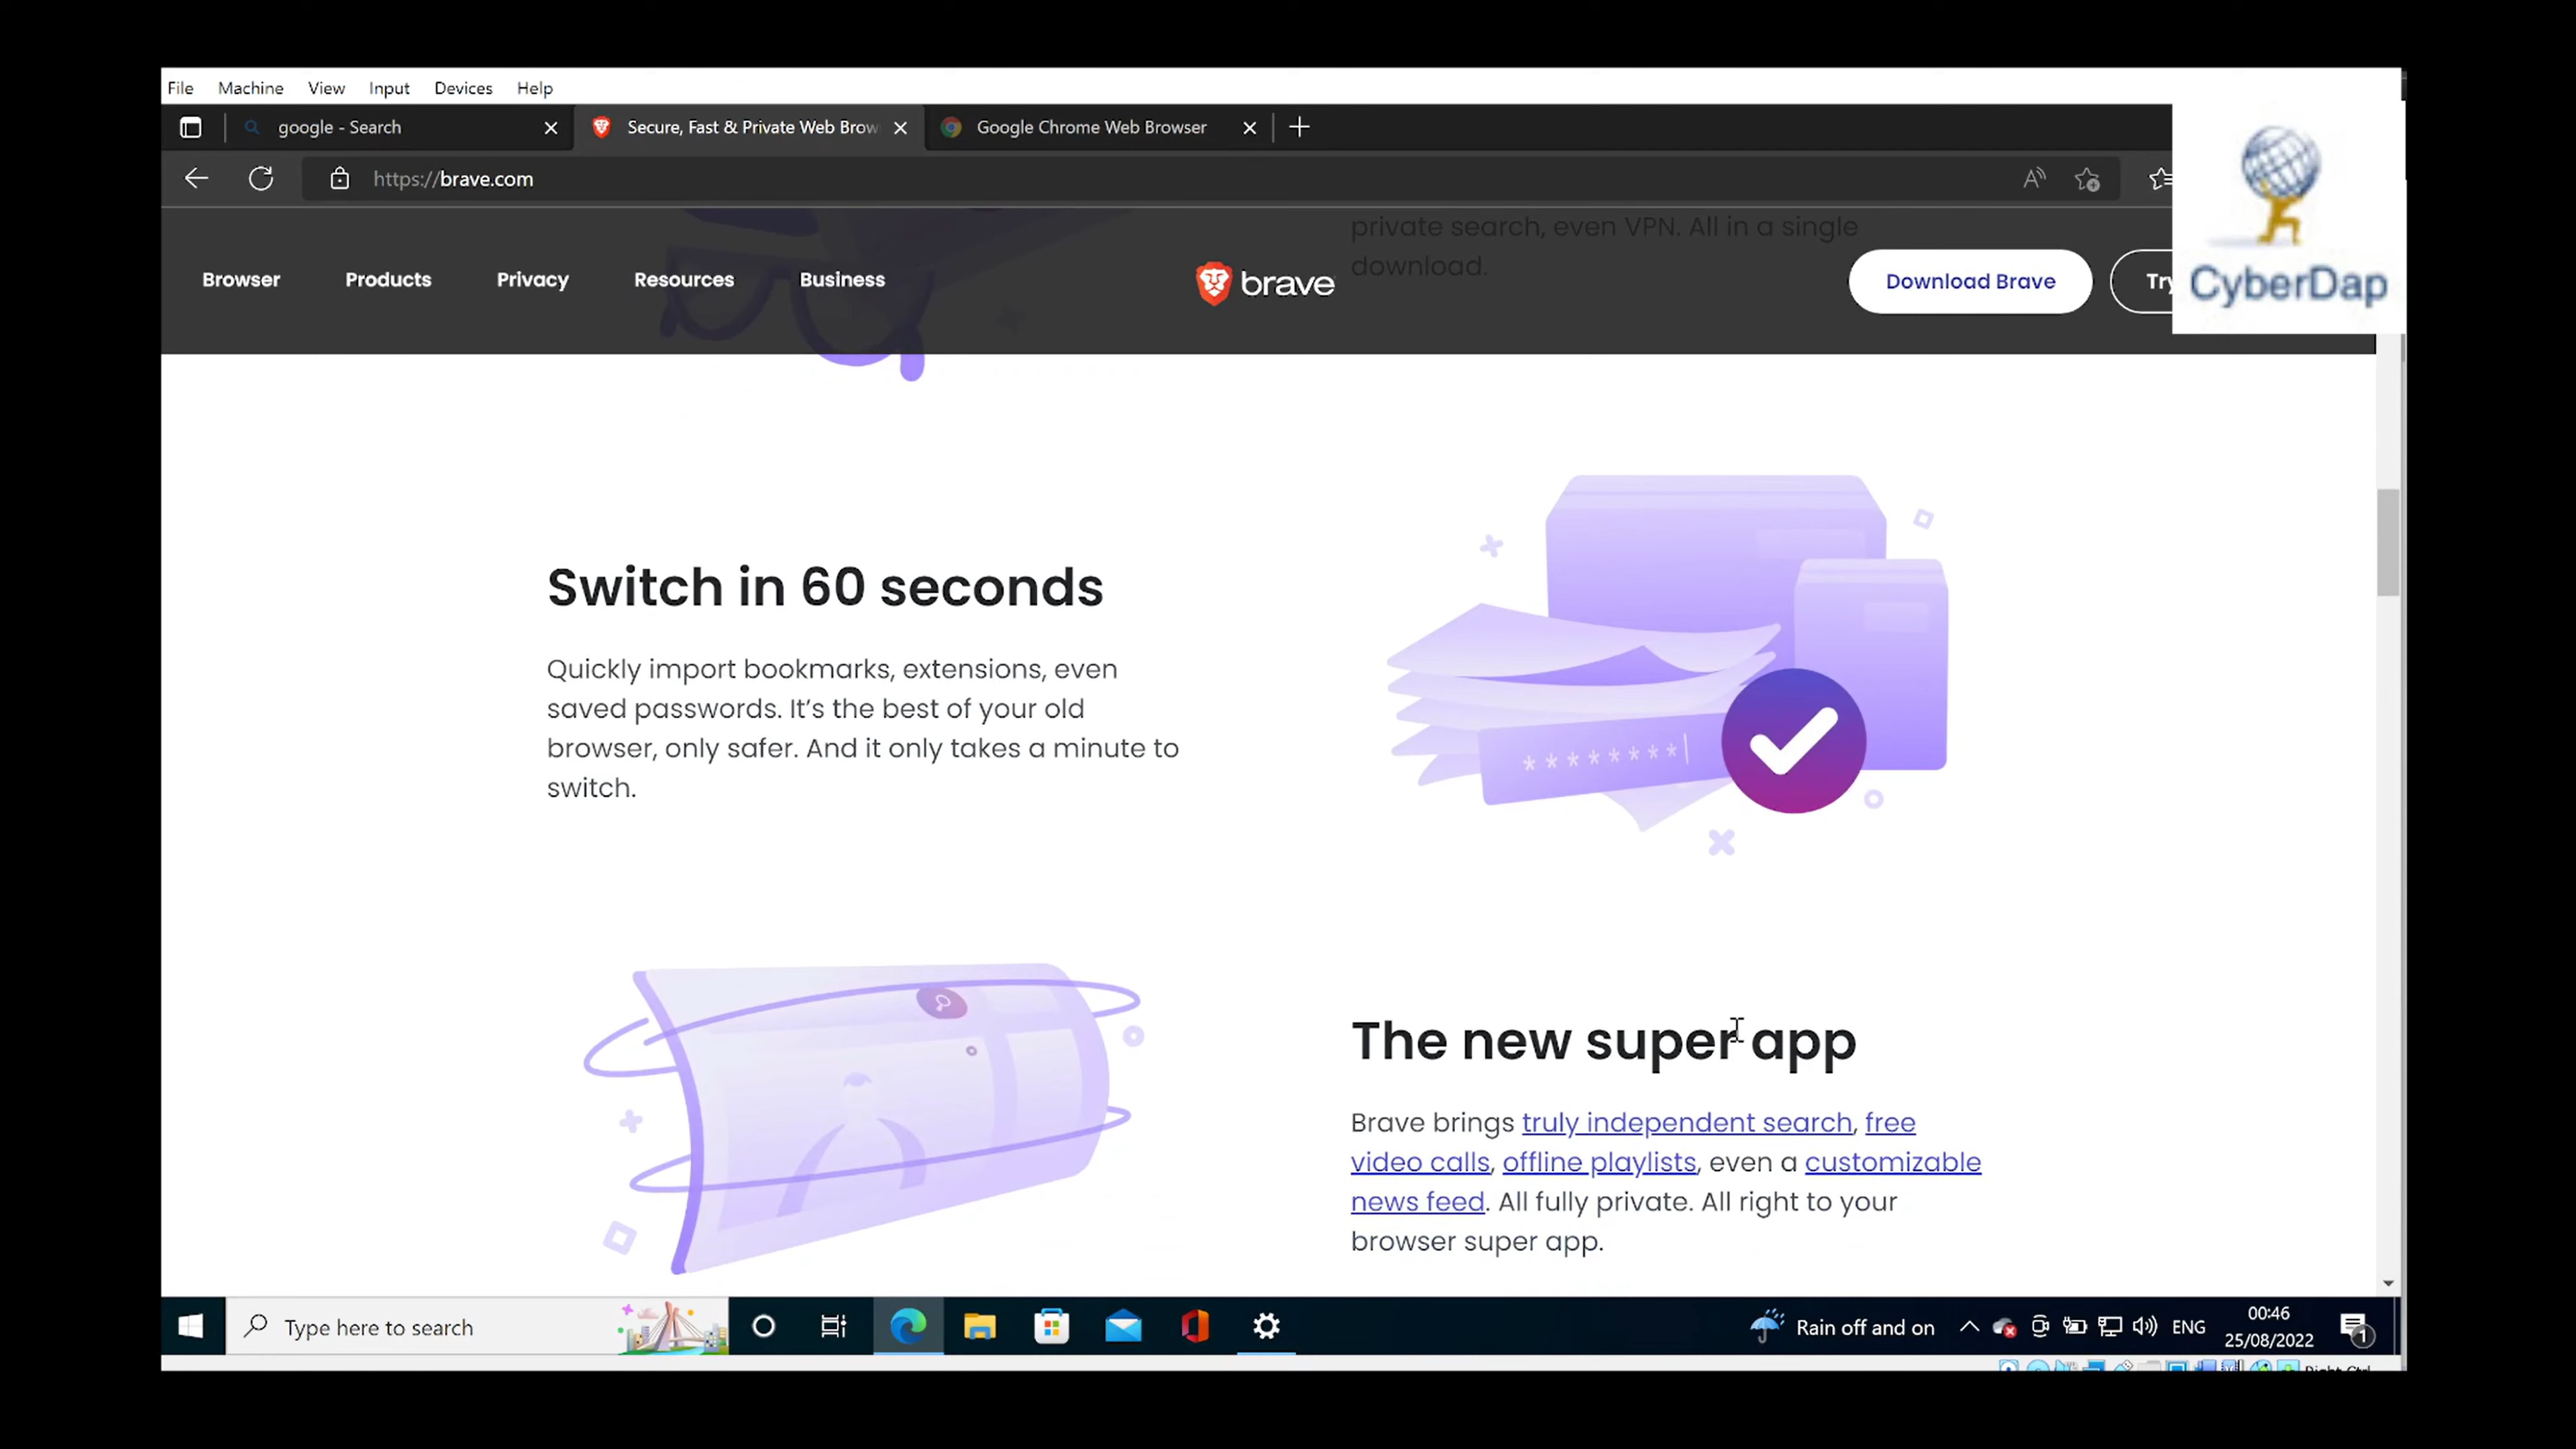 File Machine View Input Devices Help
google - Search
Secure, Fast & Private Web Brow
Google Chrome Web Browser
https://brave.com
private search, even VPN. All in a single
download.
Browser Products Privacy Resources Business
brave
Download Brave
Try
CyberDap
Switch in 60 seconds
Quickly import bookmarks, extensions, even
saved passwords. It’s the best of your old
browser, only safer. And it only takes a minute to
switch.
********
The new super app
Brave brings truly independent search, free
video calls, offline playlists, even a customizable
news feed. All fully private. All right to your
browser super app.
Type here to search
Rain off and on
ENG
00:46
25/08/2022
1
Right Ctrl